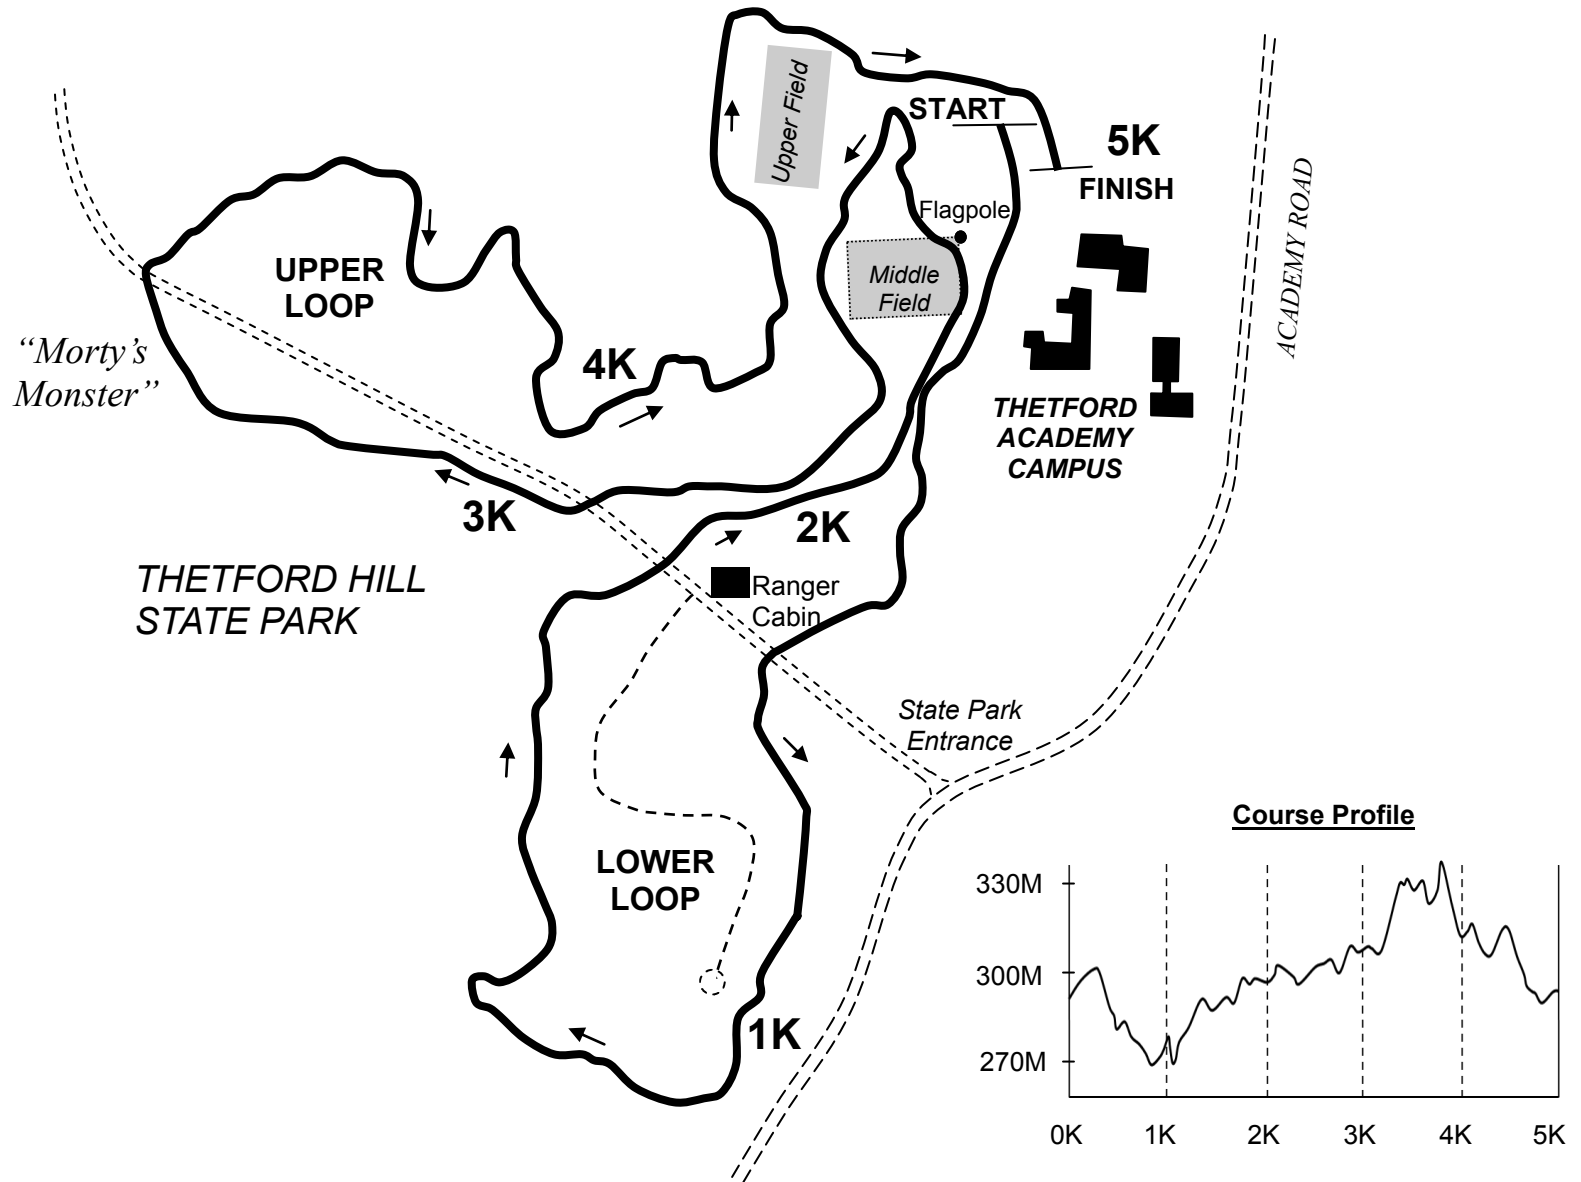 START
5K
FINISH
Upper Field
Flagpole
Middle
Field
ACADEMY ROAD
UPPER
LOOP
“Morty’s
Monster”
4K
THETFORD
ACADEMY
CAMPUS
3K
2K
THETFORD HILL
STATE PARK
Ranger
Cabin
State Park
Entrance
LOWER
LOOP
1K
Course Profile
330M
300M
270M
0K 1K 2K 3K 4K 5K